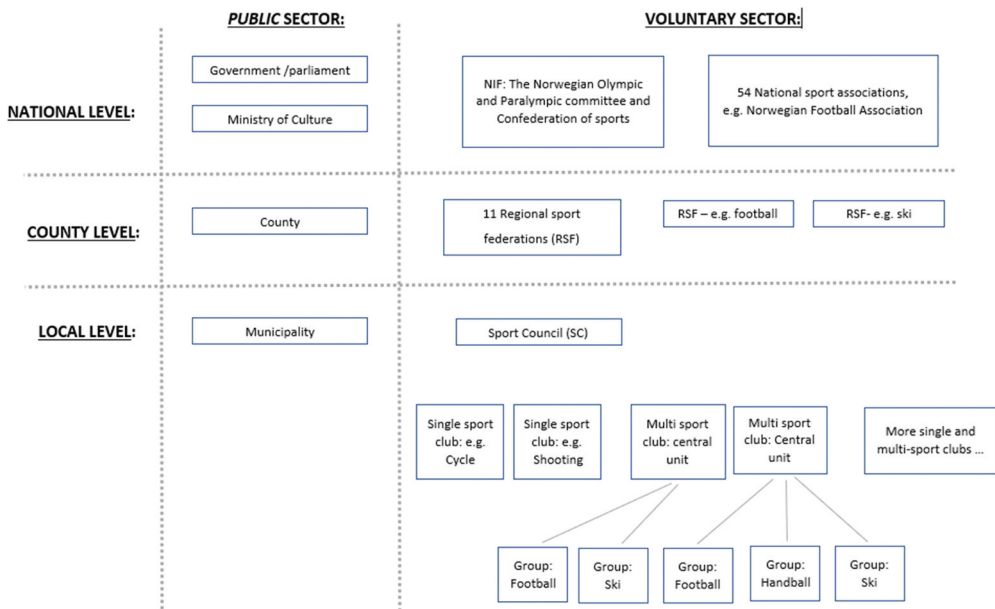 PUBLIC SECTOR:
VOLUNTARY SECTOR:
NATIONAL LEVEL:
Government /parliament
Ministry of Culture
NIF: The Norwegian Olympic
and Paralympic committee and
Confederation of sports
54 National sport associations,
e.g. Norwegian Football Association
COUNTY LEVEL:
County
11 Regional sport
federations (RSF)
RSF – e.g. football
RSF- e.g. ski
LOCAL LEVEL:
Municipality
Sport Council (SC)
Single sport
club: e.g.
Cycle
Single sport
club: e.g.
Shooting
Multi sport
club: central
unit
Multi sport
club: Central
unit
More single and
multi-sport clubs ...
Group:
Football
Group:
Ski
Group:
Football
Group:
Handball
Group:
Ski